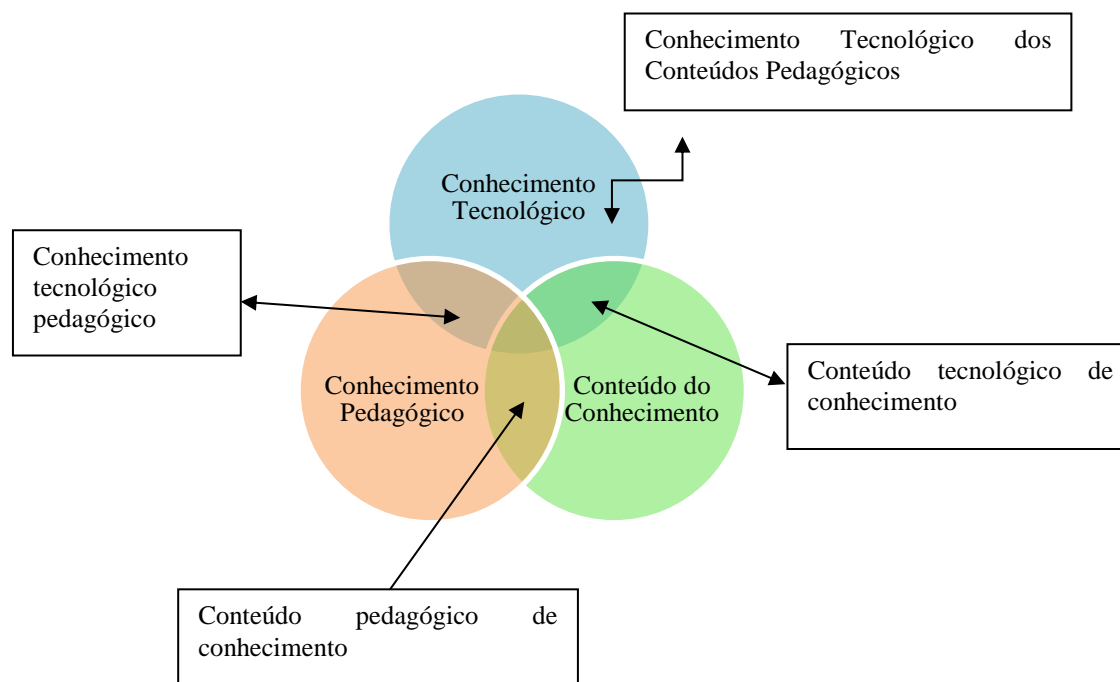 Conhecimento Tecnológico dos
Conteúdos Pedagógicos
Conhecimento
Tecnológico
Conhecimento
tecnológico
pedagógico
Conhecimento
Pedagógico
Conteúdo do
Conhecimento
Conteúdo tecnológico de
conhecimento
Conteúdo pedagógico de
conhecimento